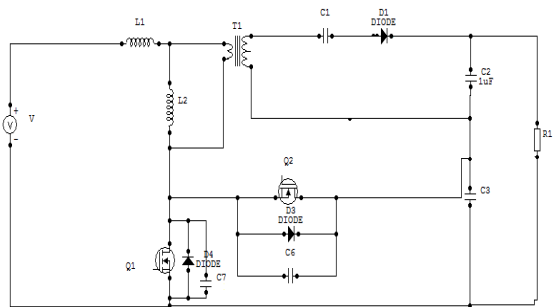 L1
T1
C1
D1
DIODE
C2
1uF
L2
+
V
V
-
R1
Q2
D3
DIODE
C3
C6
Q1
D4
DIODE
C7